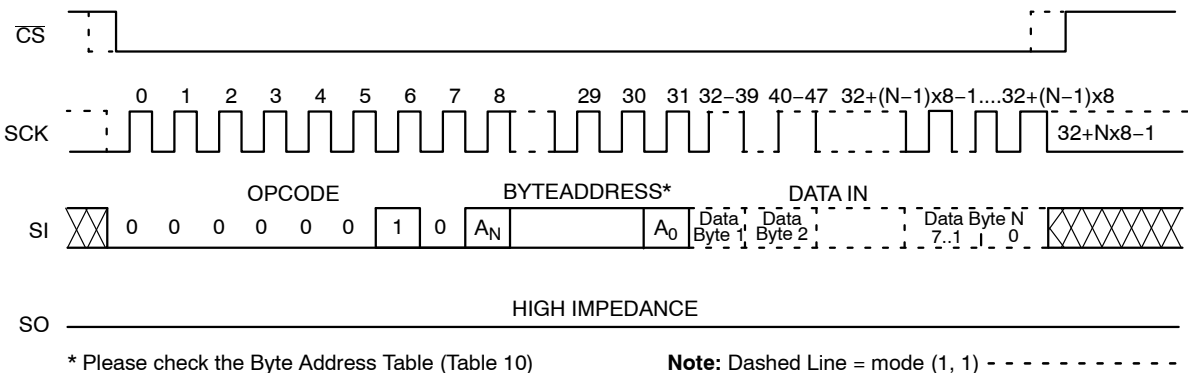 CS
0 1 2 3 4 5 6 7 8 29 30 31 32−39 40−47 32+(N−1)x8−1....32+(N−1)x8
SCK
32+Nx8−1
OPCODE BYTEADDRESS* DATA IN
SI 0 0 0 0 0 0 1 0 AN A0 Data Byte 1 Data Byte 2 Data Byte N 7..1 0
HIGH IMPEDANCE
SO
* Please check the Byte Address Table (Table 10) Note: Dashed Line = mode (1, 1)